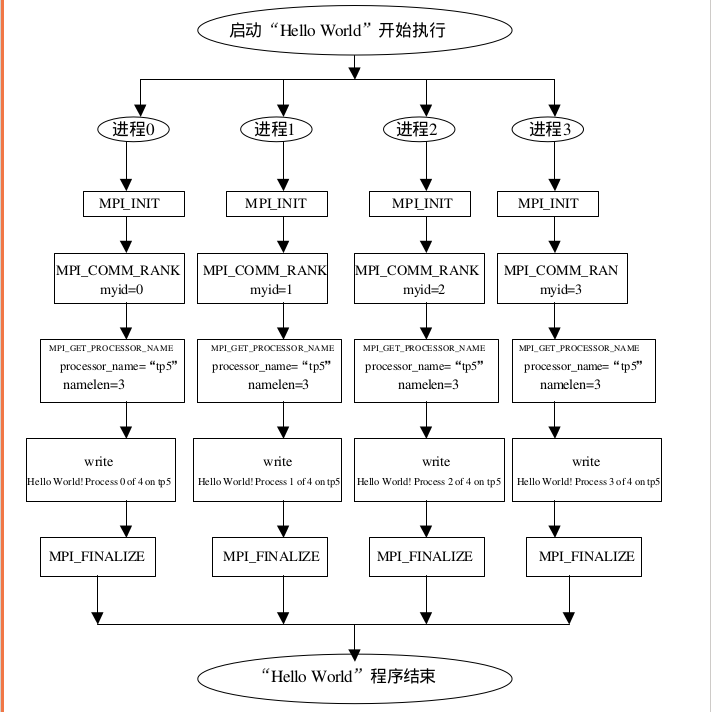 启动“Hello World”开始执行
进程0
进程1
进程2
进程3
MPI_INIT
MPI_INIT
MPI_INIT
MPI_INIT
MPI_COMM_RANK
myid=0
MPI_COMM_RANK
myid=1
MPI_COMM_RANK
myid=2
MPI_COMM_RAN
myid=3
MPI_GET_PROCESSOR_NAME
processor_name=“tp5”
namelen=3
MPI_GET_PROCESSOR_NAME
processor_name=“tp5”
namelen=3
MPI_GET_PROCESSOR_NAME
processor_name=“tp5”
namelen=3
MPI_GET_PROCESSOR_NAME
processor_name=“tp5”
namelen=3
write
Hello World! Process 0 of 4 on tp5
write
Hello World! Process 1 of 4 on tp5
write
Hello World! Process 2 of 4 on tp5
write
Hello World! Process 3 of 4 on tp5
MPI_FINALIZE
MPI_FINALIZE
MPI_FINALIZE
MPI_FINALIZE
“Hello World”程序结束